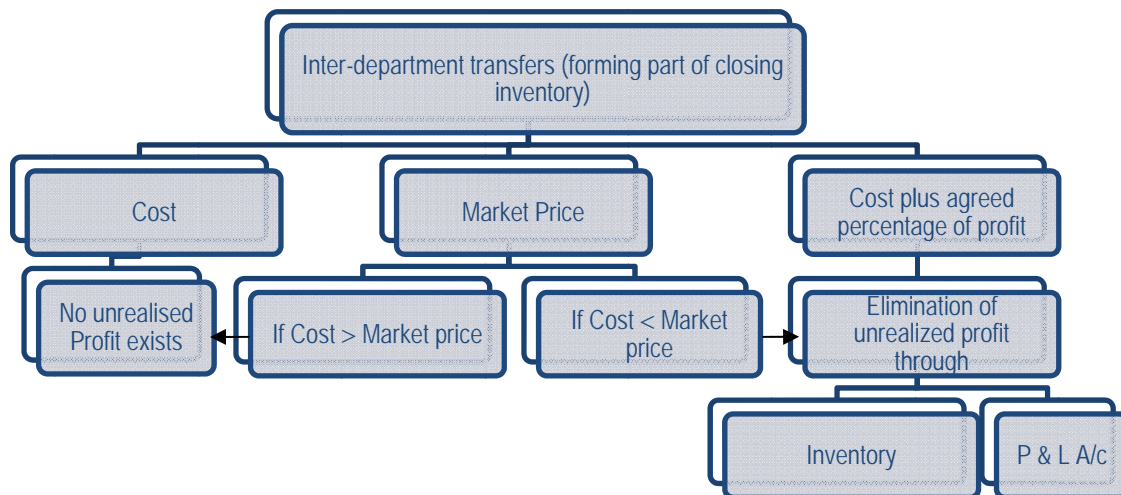 Inter-department transfers (forming part of closing
inventory)
Cost
Market Price
Cost plus agreed
percentage of profit
No unrealised
Profit exists
If Cost > Market price
If Cost < Market
price
Elimination of
unrealized profit
through
Inventory
P & L A/c